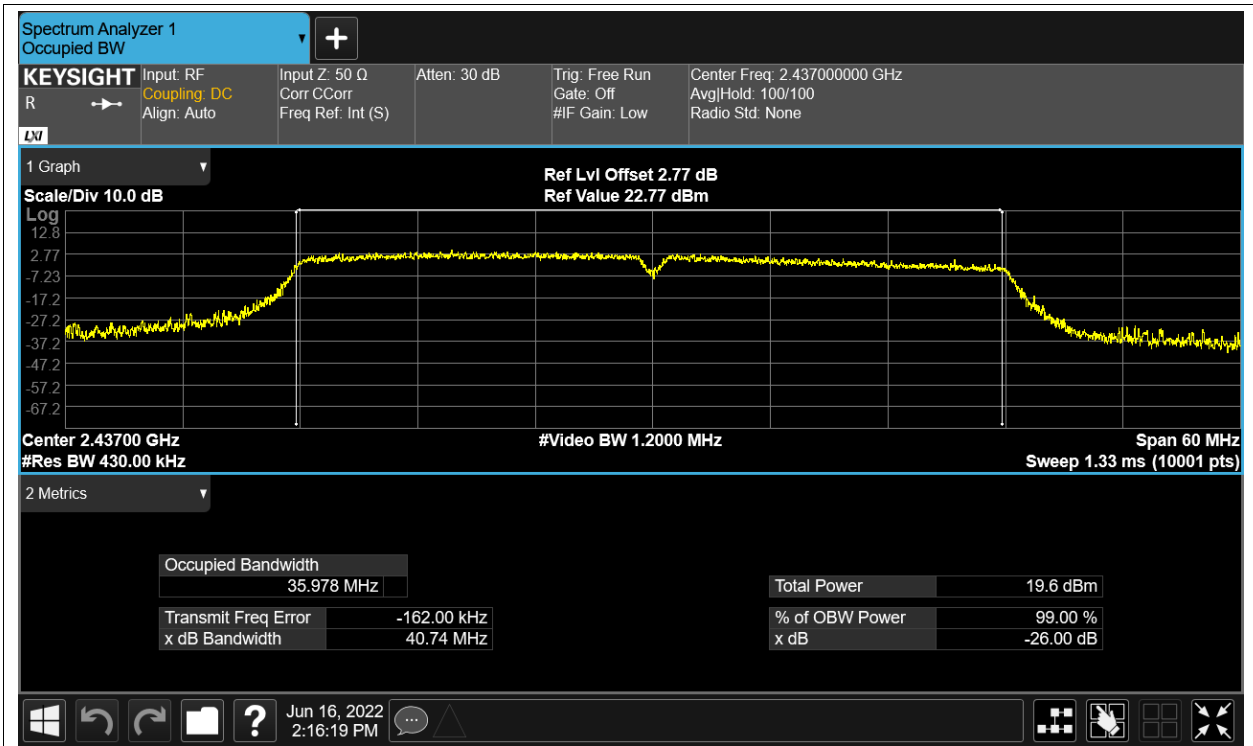 Spectrum Analyzer 1
Occupied BW
KEYSIGHT
R
LXI
Input: RF
Coupling: DC
Align: Auto
Input Z: 50 Ω
Corr CCorr
Freq Ref: Int (S)
Atten: 30 dB
Trig: Free Run
Gate: Off
#IF Gain: Low
Center Freq: 2.437000000 GHz
Avg|Hold: 100/100
Radio Std: None
1 Graph
Scale/Div 10.0 dB
Ref Lvl Offset 2.77 dB
Ref Value 22.77 dBm
Log
12.8
2.77
-7.23
-17.2
-27.2
-37.2
-47.2
-57.2
-67.2
Center 2.43700 GHz
#Video BW 1.2000 MHz
Span 60 MHz
#Res BW 430.00 kHz
Sweep 1.33 ms (10001 pts)
2 Metrics
Occupied Bandwidth
35.978 MHz
Transmit Freq Error -162.00 kHz
x dB Bandwidth 40.74 MHz
Total Power 19.6 dBm
% of OBW Power 99.00 %
x dB -26.00 dB
?
Jun 16, 2022
2:16:19 PM